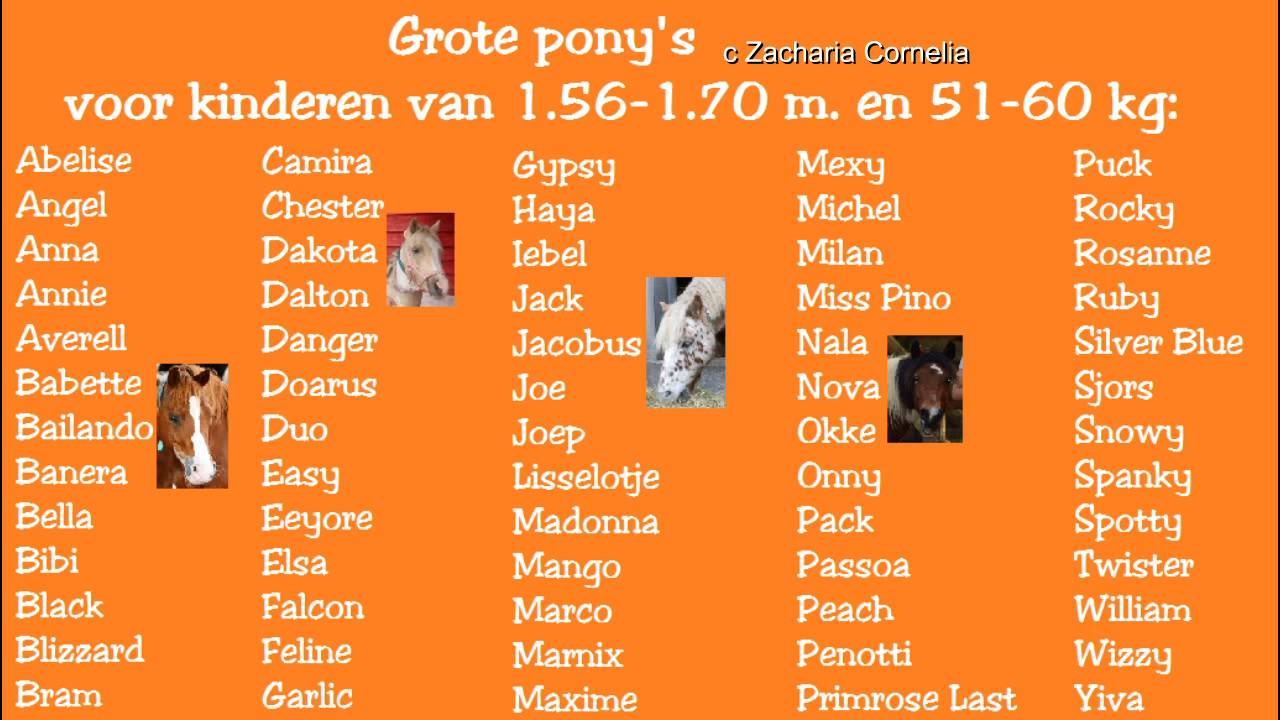 Grote pony's
c Zacharia Cornelia
voor kinderen van 1.56-1.70 m. en 51-60 kg:
Abelise
Angel
Anna
Annie
Averell
Babette
Bailando
Banera
Bella
Bibi
Black
Blizzard
Bram
Camira
Chester
Dakota
Dalton
Danger
Doarus
Duo
Easy
Eeyore
Elsa
Falcon
Feline
Garlic
Gypsy
Haya
Iebel
Jack
Jacobus
Joe
Joep
Lisselotje
Madonna
Mango
Marco
Marnix
Maxime
Mexy
Michel
Milan
Miss Pino
Nala
Nova
Okke
Onny
Pack
Passoa
Peach
Penotti
Primrose Last
Puck
Rocky
Rosanne
Ruby
Silver Blue
Sjors
Snowy
Spanky
Spotty
Twister
William
Wizzy
Yiva